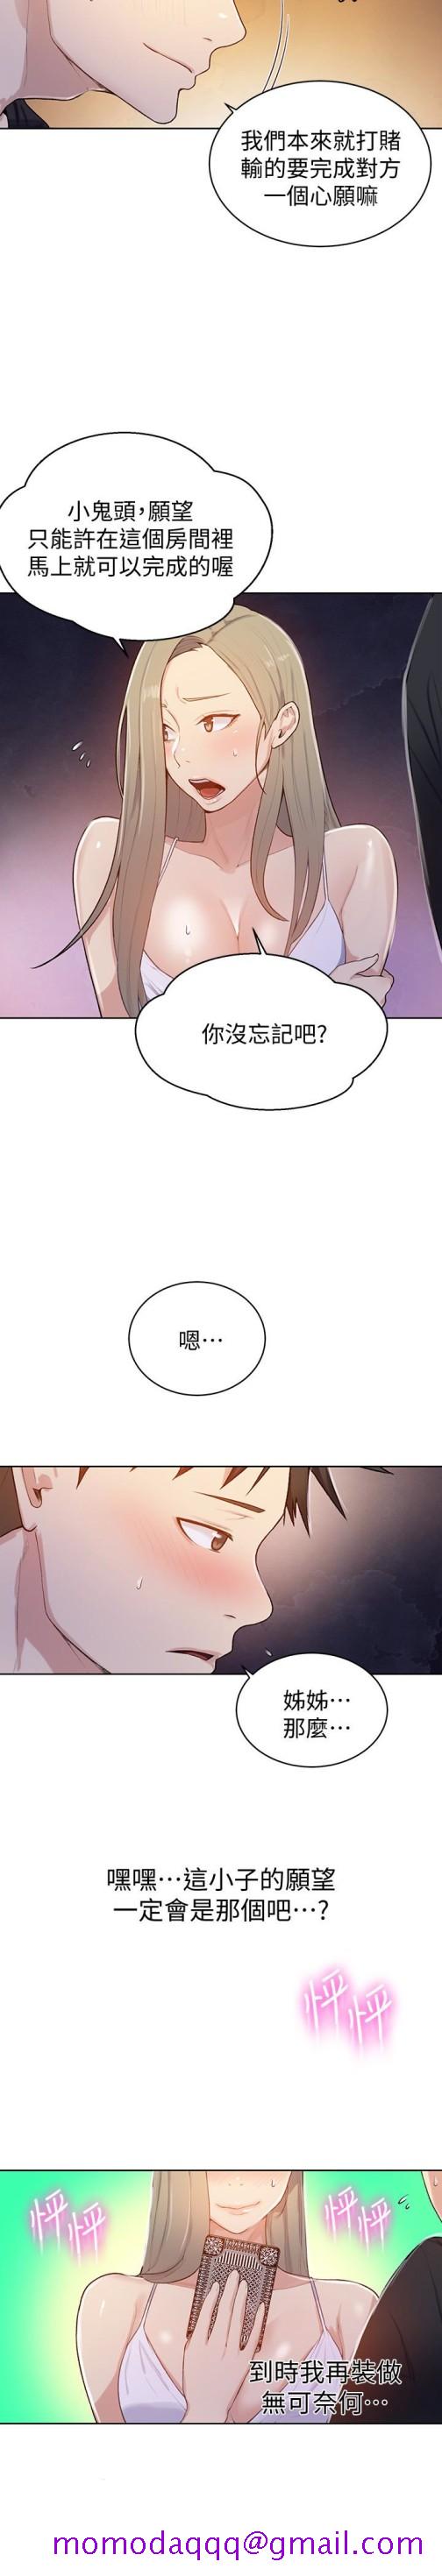 我們本來就打賭
輸的要完成對方
一個心願嘛
小鬼頭,願望
只能許在這個房間裡
馬上就可以完成的喔
你沒忘記吧?
嗯…
姊姊…
那麼…
嘿嘿…這小子的願望
一定會是那個吧…?
怦怦
怦怦
怦怦
到時我再裝做
無可奈何…
momodaqqq@gmail.com